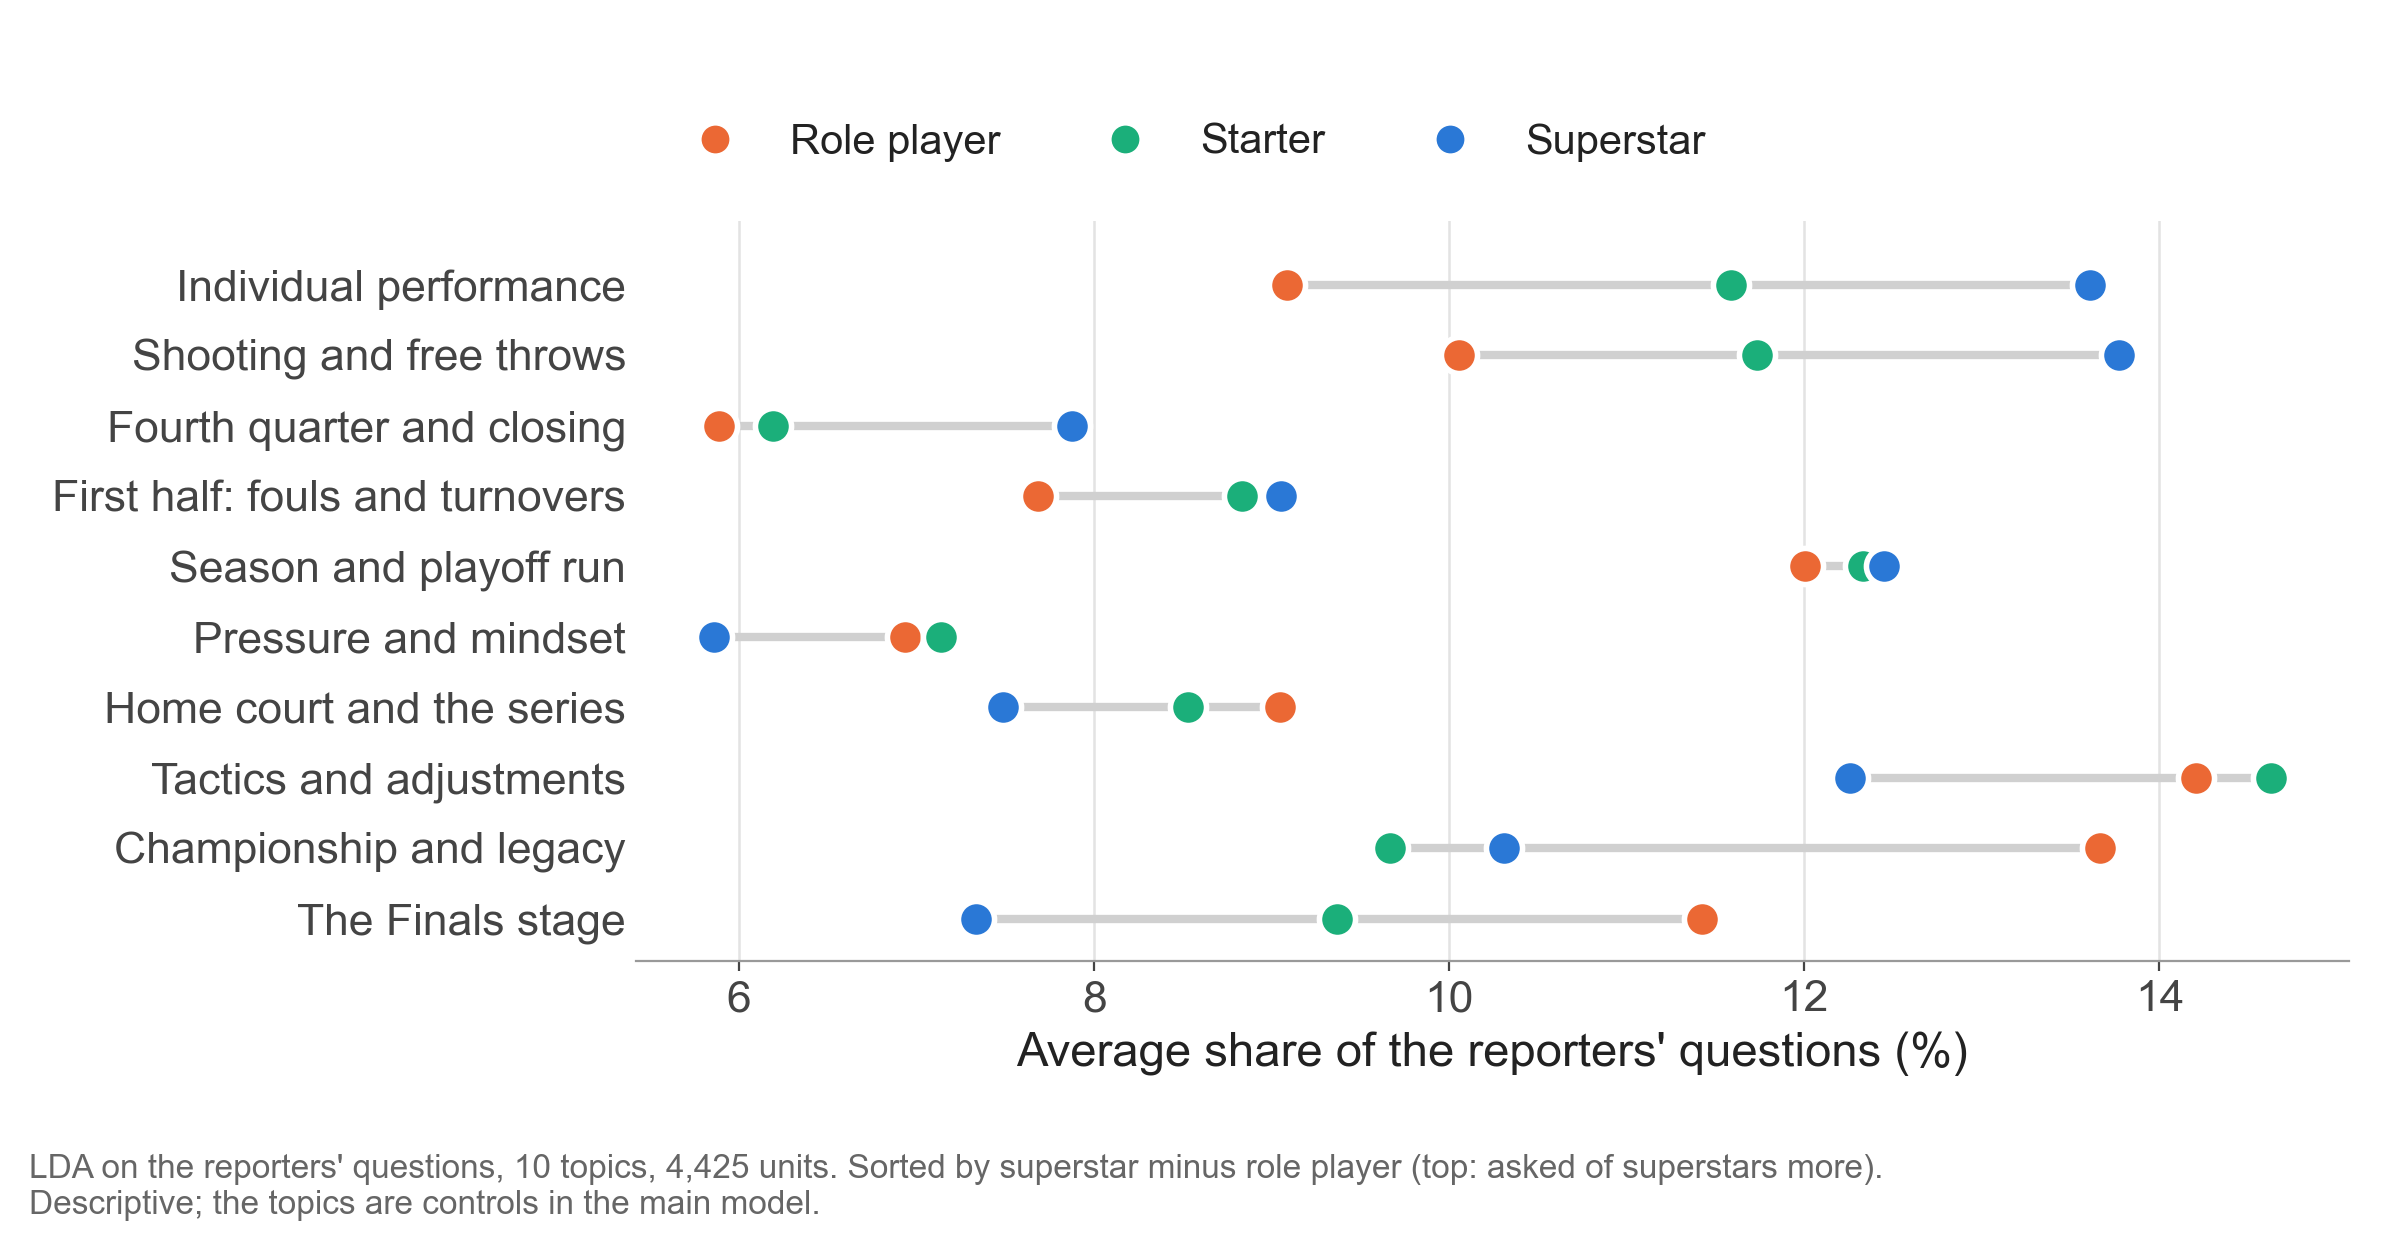 Role player Starter Superstar
Individual performance
Shooting and free throws
Fourth quarter and closing
First half: fouls and turnovers
Season and playoff run
Pressure and mindset
Home court and the series
Tactics and adjustments
Championship and legacy
The Finals stage
6 8 10 12 14
Average share of the reporters' questions (%)
LDA on the reporters' questions, 10 topics, 4,425 units. Sorted by superstar minus role player (top: asked of superstars more).
Descriptive; the topics are controls in the main model.